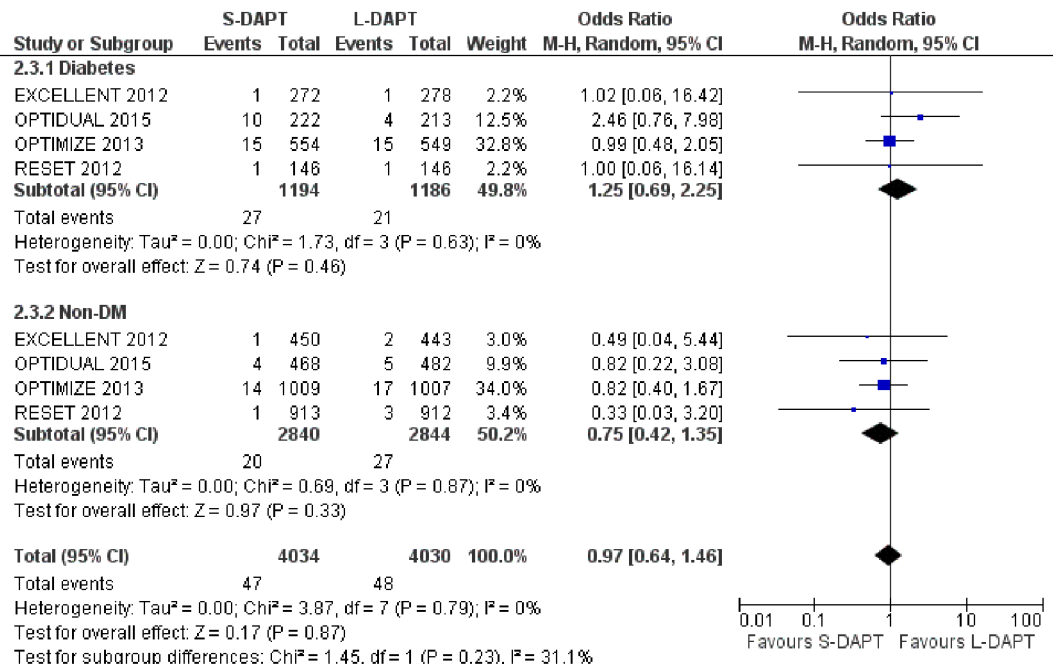 S-DAPT L-DAPT Odds Ratio Odds Ratio
Study or Subgroup Events Total Events Total Weight M-H, Random, 95% CI M-H, Random, 95% CI
2.3.1 Diabetes
EXCELLENT 2012 1 272 1 278 2.2% 1.02 [0.06, 16.42]
OPTIDUAL 2015 10 222 4 213 12.5% 2.46 [0.76, 7.98]
OPTIMIZE 2013 15 554 15 549 32.8% 0.99 [0.48, 2.05]
RESET 2012 1 146 1 146 2.2% 1.00 [0.06, 16.14]
Subtotal (95% CI) 1194 1186 49.8% 1.25 [0.69, 2.25]
Total events 27 21
Heterogeneity: Tau² = 0.00; Chi² = 1.73, df = 3 (P = 0.63); I² = 0%
Test for overall effect: Z = 0.74 (P = 0.46)
2.3.2 Non-DM
EXCELLENT 2012 1 450 2 443 3.0% 0.49 [0.04, 5.44]
OPTIDUAL 2015 4 468 5 482 9.9% 0.82 [0.22, 3.08]
OPTIMIZE 2013 14 1009 17 1007 34.0% 0.82 [0.40, 1.67]
RESET 2012 1 913 3 912 3.4% 0.33 [0.03, 3.20]
Subtotal (95% CI) 2840 2844 50.2% 0.75 [0.42, 1.35]
Total events 20 27
Heterogeneity: Tau² = 0.00; Chi² = 0.69, df = 3 (P = 0.87); I² = 0%
Test for overall effect: Z = 0.97 (P = 0.33)
Total (95% CI) 4034 4030 100.0% 0.97 [0.64, 1.46]
Total events 47 48
Heterogeneity: Tau² = 0.00; Chi² = 3.87, df = 7 (P = 0.79); I² = 0%
Test for overall effect: Z = 0.17 (P = 0.87)
Test for subgroup differences: Chi² = 1.45, df = 1 (P = 0.23), I² = 31.1%
0.01 0.1 1 10 100
Favours S-DAPT Favours L-DAPT